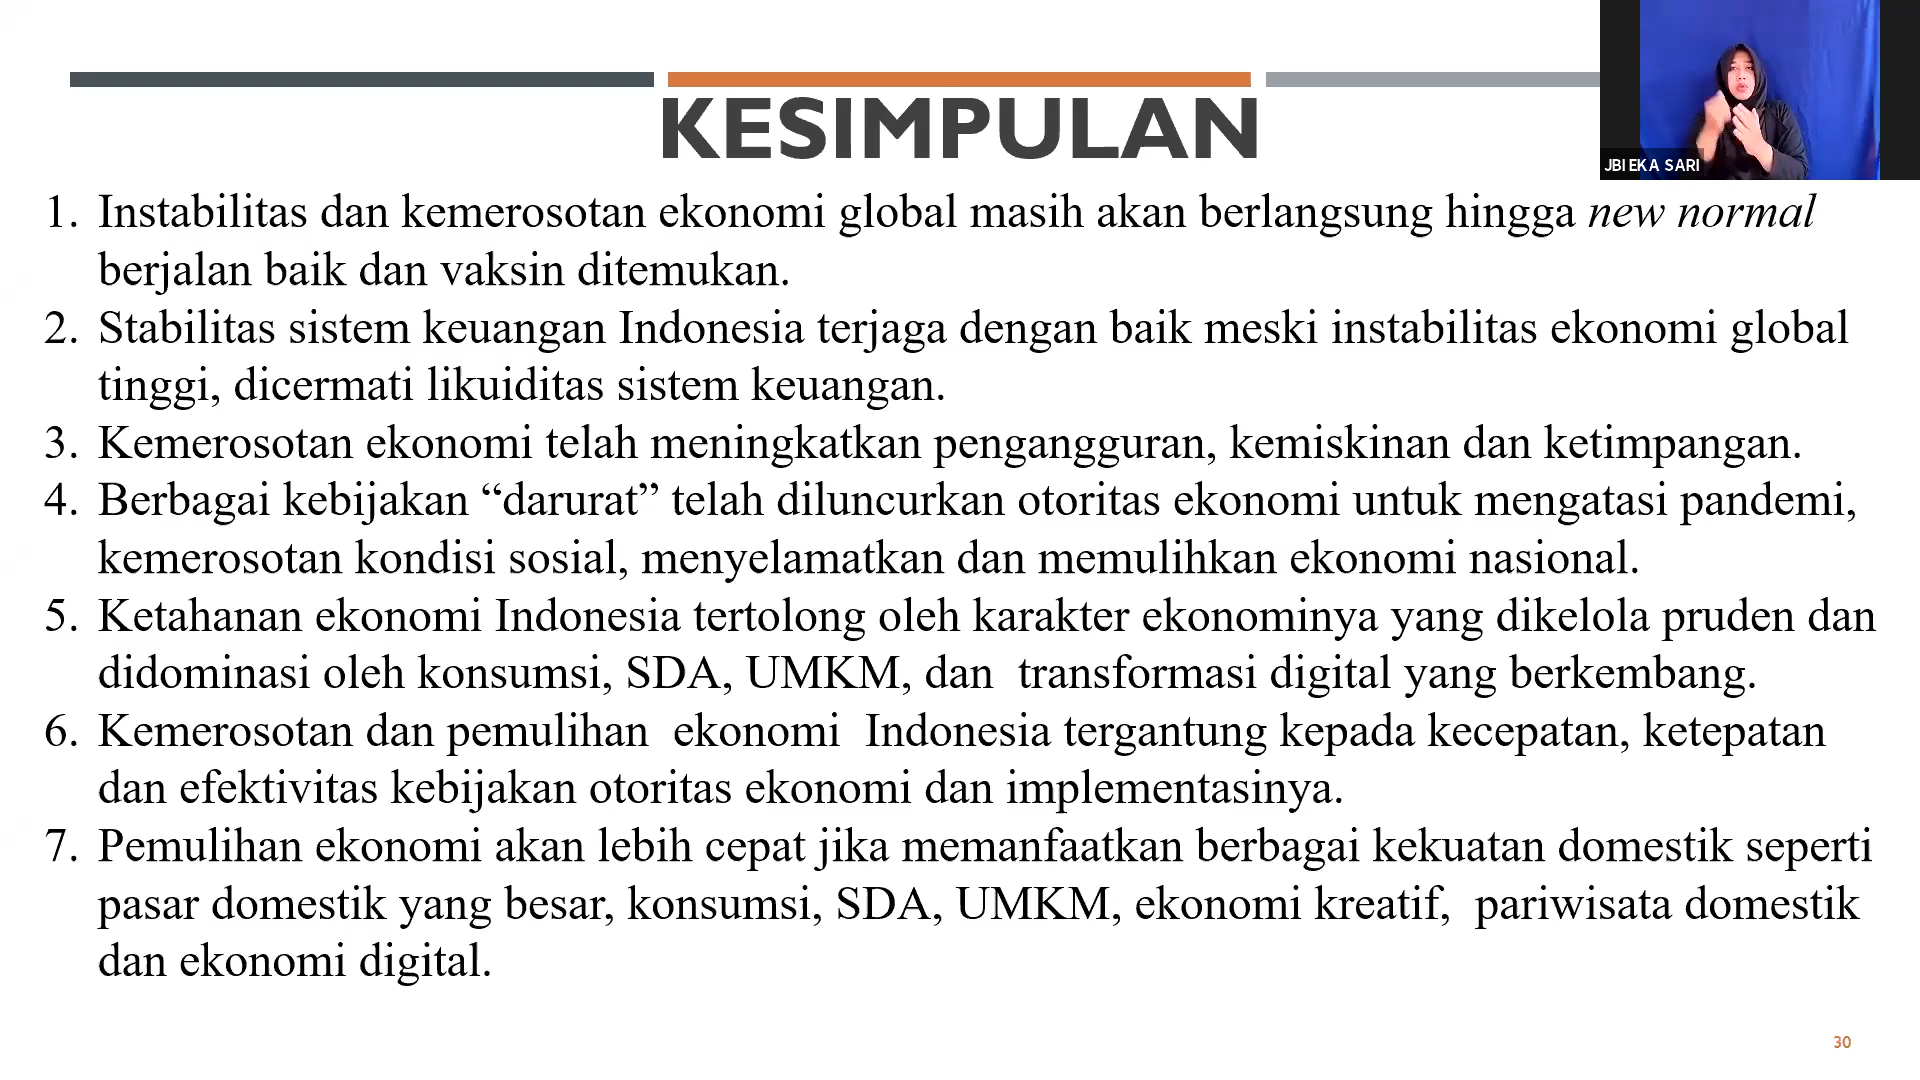 KESIMPULAN
JBI EKA SARI
1. Instabilitas dan kemerosotan ekonomi global masih akan berlangsung hingga new normal
berjalan baik dan vaksin ditemukan.
2. Stabilitas sistem keuangan Indonesia terjaga dengan baik meski instabilitas ekonomi global
tinggi, dicermati likuiditas sistem keuangan.
3. Kemerosotan ekonomi telah meningkatkan pengangguran, kemiskinan dan ketimpangan.
4. Berbagai kebijakan “darurat” telah diluncurkan otoritas ekonomi untuk mengatasi pandemi,
kemerosotan kondisi sosial, menyelamatkan dan memulihkan ekonomi nasional.
5. Ketahanan ekonomi Indonesia tertolong oleh karakter ekonominya yang dikelola pruden dan
didominasi oleh konsumsi, SDA, UMKM, dan  transformasi digital yang berkembang.
6. Kemerosotan dan pemulihan  ekonomi  Indonesia tergantung kepada kecepatan, ketepatan
dan efektivitas kebijakan otoritas ekonomi dan implementasinya.
7. Pemulihan ekonomi akan lebih cepat jika memanfaatkan berbagai kekuatan domestik seperti
pasar domestik yang besar, konsumsi, SDA, UMKM, ekonomi kreatif,  pariwisata domestik
dan ekonomi digital.
30